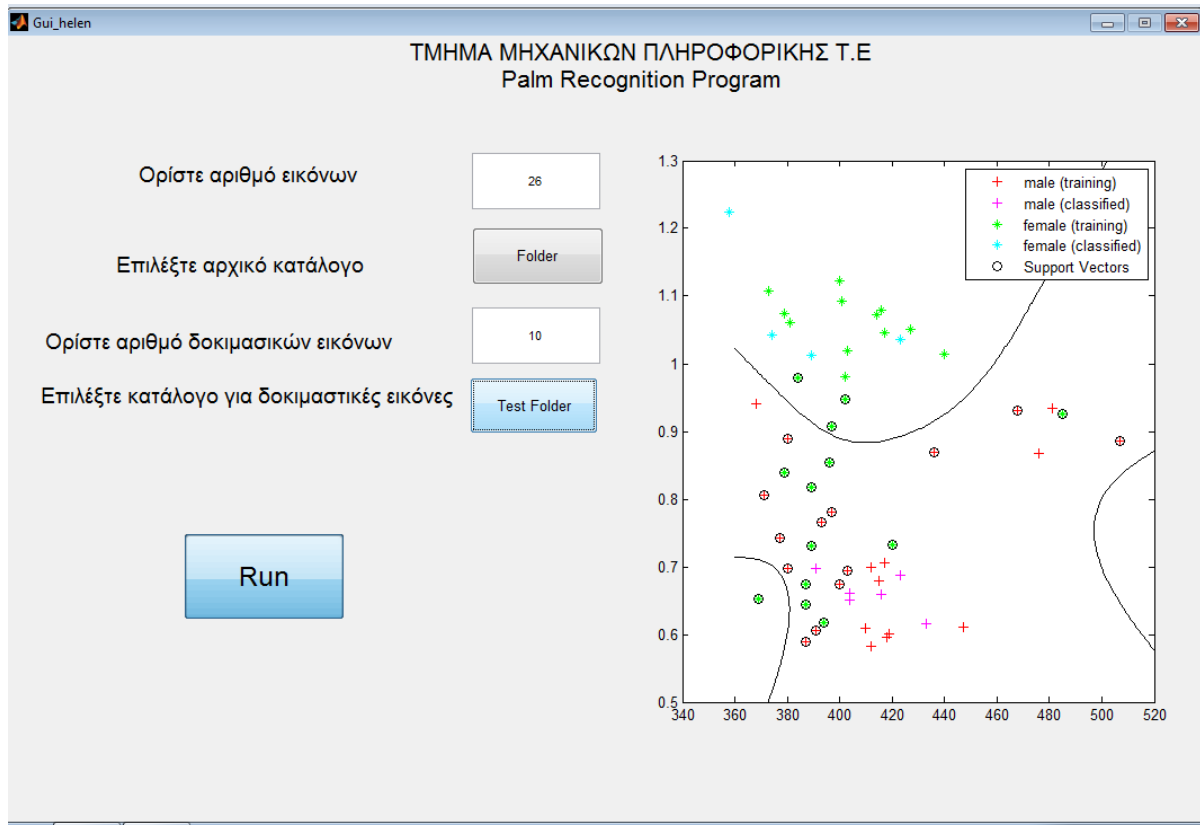 Gui_helen
ΤΜΗΜΑ ΜΗΧΑΝΙΚΩΝ ΠΛΗΡΟΦΟΡΙΚΗΣ Τ.Ε
Palm Recognition Program
Ορίστε αριθμό εικόνων
26
Επιλέξτε αρχικό κατάλογο
Folder
Ορίστε αριθμό δοκιμασικών εικόνων
10
Επιλέξτε κατάλογο για δοκιμαστικές εικόνες
Test Folder
Run
1.3
1.2
1.1
1
0.9
0.8
0.7
0.6
0.5
340 360 380 400 420 440 460 480 500 520
male (training)
male (classified)
female (training)
female (classified)
Support Vectors